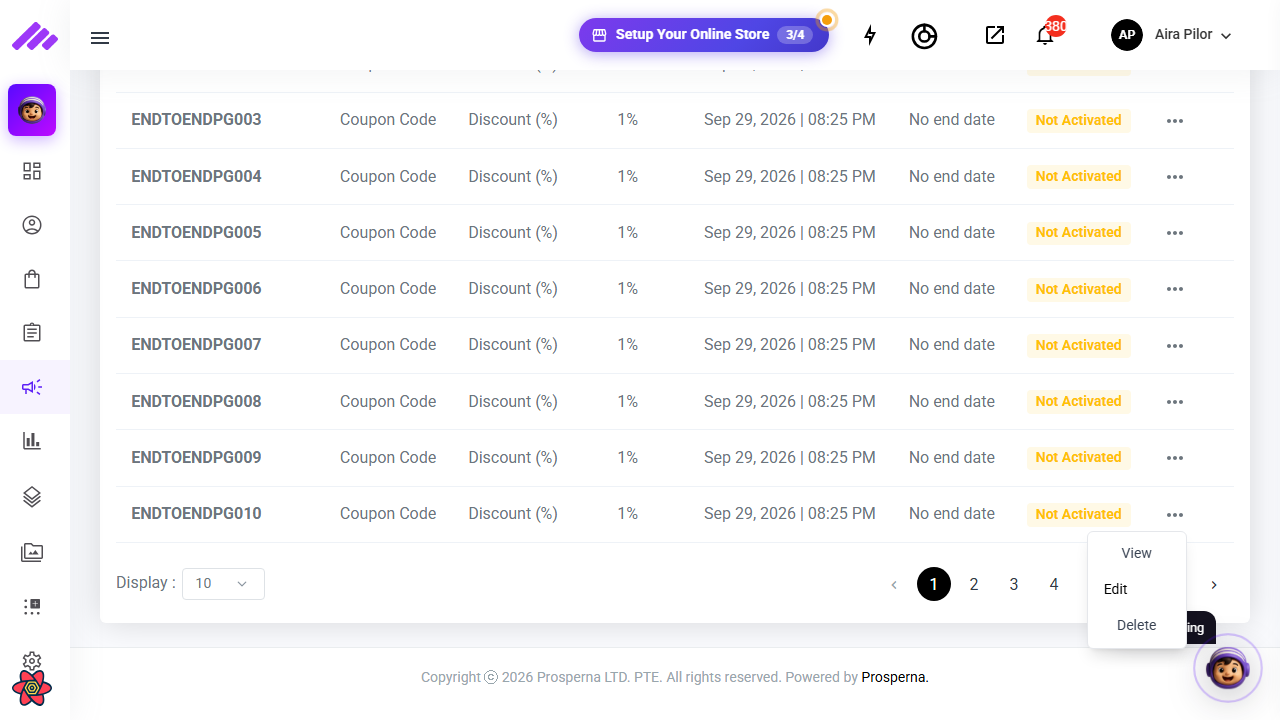 Setup Your Online Store 3/4
380
AP Aira Pilor
ENDTOENDPG003 Coupon Code Discount (%) 1% Sep 29, 2026 | 08:25 PM No end date Not Activated
ENDTOENDPG004 Coupon Code Discount (%) 1% Sep 29, 2026 | 08:25 PM No end date Not Activated
ENDTOENDPG005 Coupon Code Discount (%) 1% Sep 29, 2026 | 08:25 PM No end date Not Activated
ENDTOENDPG006 Coupon Code Discount (%) 1% Sep 29, 2026 | 08:25 PM No end date Not Activated
ENDTOENDPG007 Coupon Code Discount (%) 1% Sep 29, 2026 | 08:25 PM No end date Not Activated
ENDTOENDPG008 Coupon Code Discount (%) 1% Sep 29, 2026 | 08:25 PM No end date Not Activated
ENDTOENDPG009 Coupon Code Discount (%) 1% Sep 29, 2026 | 08:25 PM No end date Not Activated
ENDTOENDPG010 Coupon Code Discount (%) 1% Sep 29, 2026 | 08:25 PM No end date Not Activated
View
Edit
Delete
Display : 10
1 2 3 4
Copyright © 2026 Prosperna LTD. PTE. All rights reserved. Powered by Prosperna.